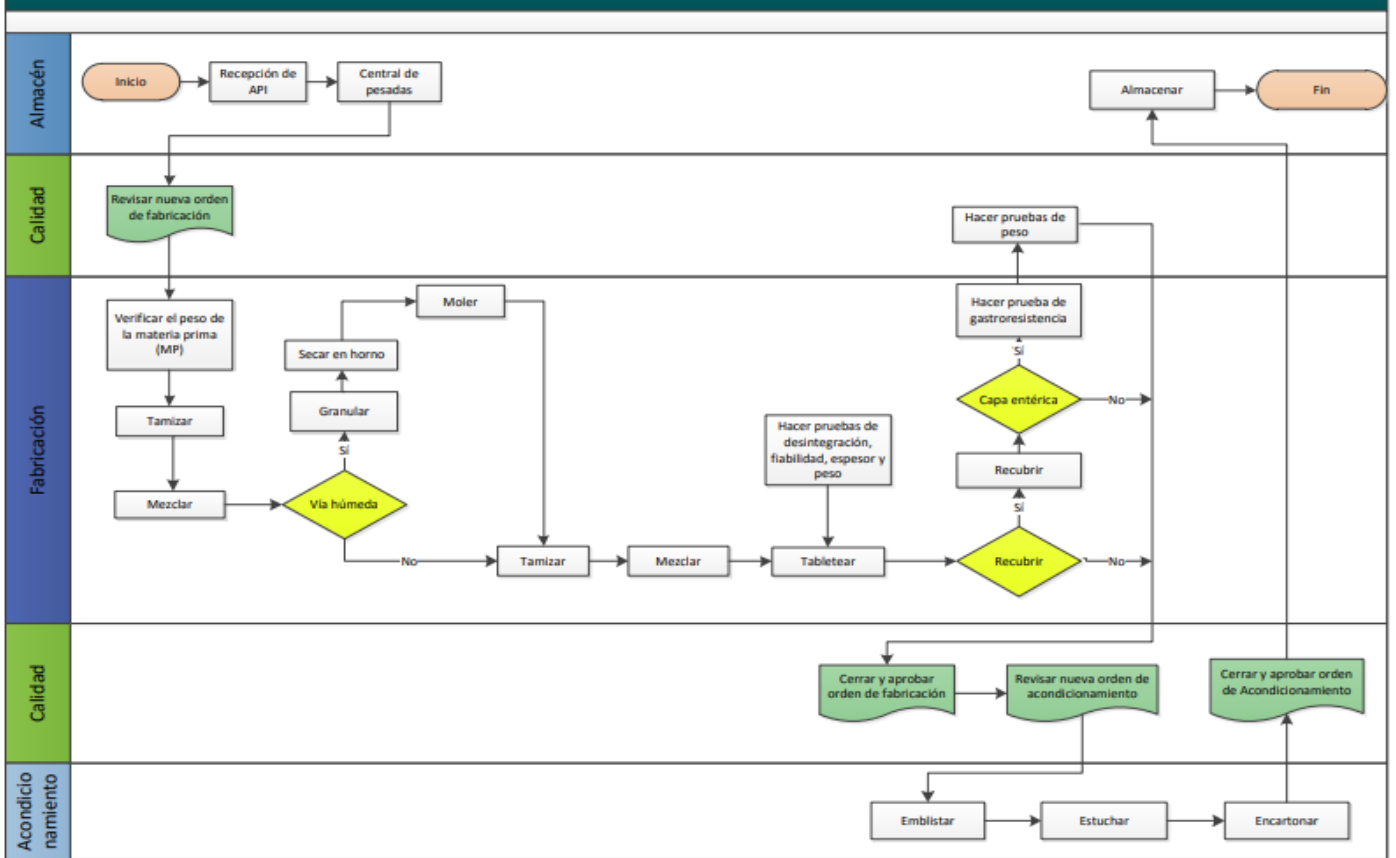 Almacén
Inicio
Recepción de
API
Central de
pesadas
Almacenar
Fin
Calidad
Revisar nueva orden
de fabricación
Hacer pruebas de
peso
Fabricación
Verificar el peso de
la materia prima
(MP)
Tamizar
Mezclar
Vía húmeda
Sí
Granular
Secar en horno
Moler
No
Tamizar
Mezclar
Hacer pruebas de
desintegración,
fiabilidad, espesor y
peso
Tabletear
Recubrir
No
Sí
Recubrir
Capa entérica
No
Sí
Hacer prueba de
gastroresistencia
Calidad
Cerrar y aprobar
orden de fabricación
Revisar nueva orden de
acondicionamiento
Cerrar y aprobar orden
de Acondicionamiento
Acondicio
namiento
Emblistar
Estuchar
Encartonar